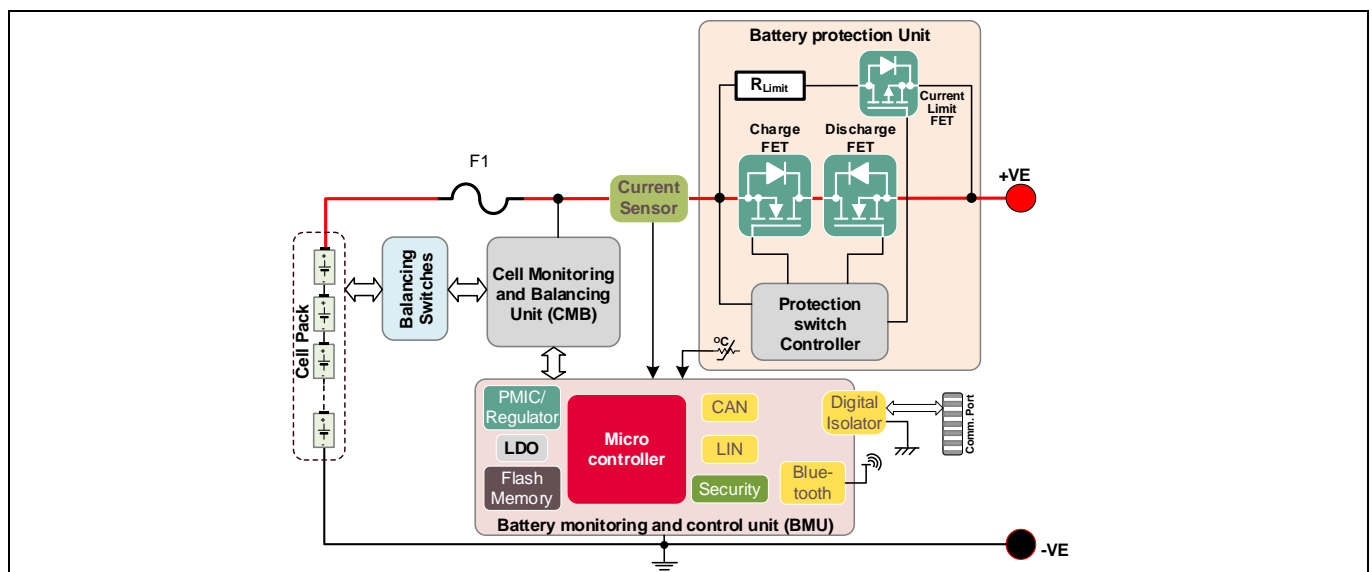 Battery protection Unit
RLimit
Current
Limit
FET
Charge
FET
Discharge
FET
F1
Current
Sensor
+VE
Cell Pack
Balancing
Switches
Cell Monitoring
and Balancing
Unit (CMB)
Protection
switch
Controller
ºC
PMIC/
Regulator
LDO
Flash
Memory
Micro
controller
CAN
LIN
Security
Digital
Isolator
Blue-
tooth
Comm. Port
Battery monitoring and control unit (BMU)
-VE